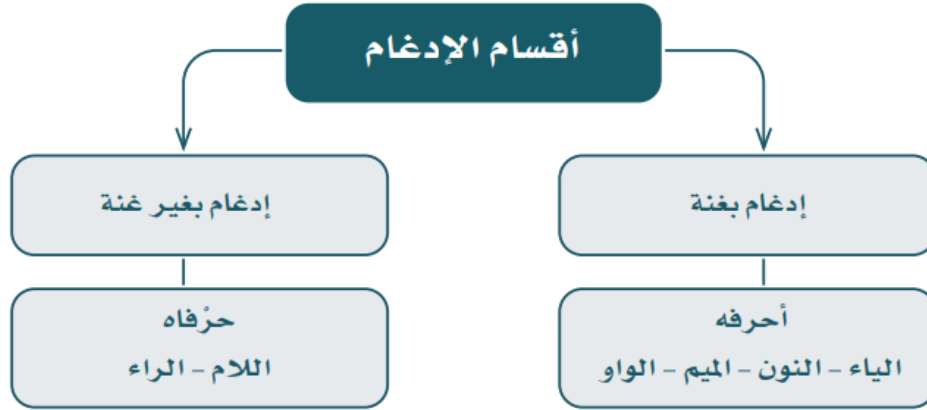 أقسام الإدغام
إدغام بغنة
إدغام بغير غنة
أحرفه
الياء - النون - الميم - الواو
حرْفاه
اللام - الراء